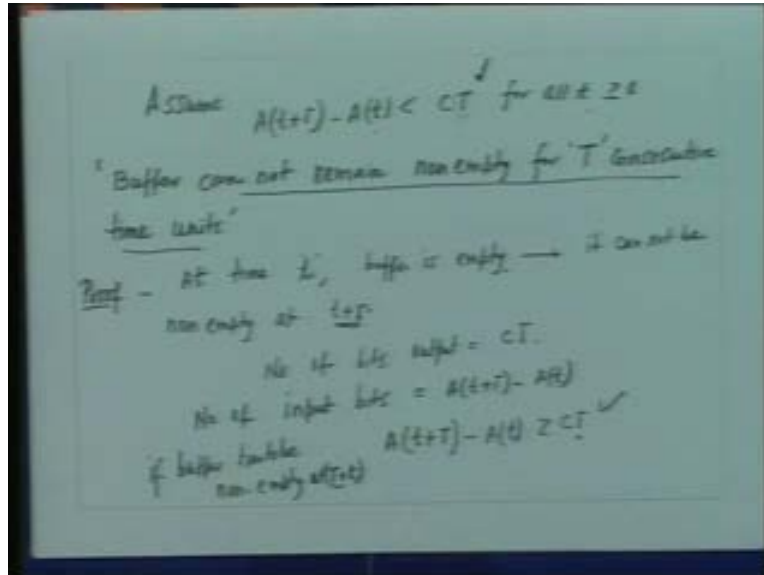 Assume A(t+T) - A(t) < CT for all t ≥ 0
"Buffer can not remain non empty for 'T' consecutive
time units"
Proof - At time t, buffer is empty → it can not be
non empty at t+T.
No of bits output = CT.
No of input bits = A(t+T) - A(t)
if buffer A(t+T) - A(t) ≥ CT ✓
non empty at (T+t)